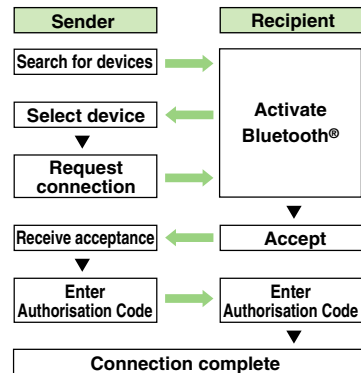 Sender
Recipient
Search for devices
Select device
Activate
Bluetooth®
Request
connection
Receive acceptance
Accept
Enter
Authorisation Code
Enter
Authorisation Code
Connection complete